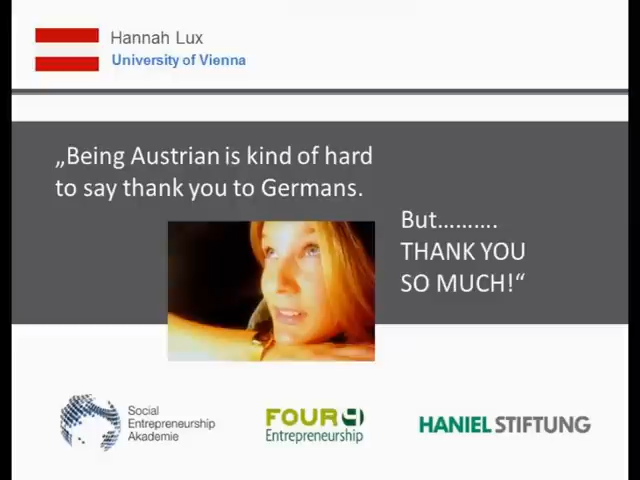 Hannah Lux
University of Vienna
„Being Austrian is kind of hard
to say thank you to Germans.
But……….
THANK YOU
SO MUCH!“
Social
Entrepreneurship
Akademie
FOUR
Entrepreneurship
HANIEL STIFTUNG